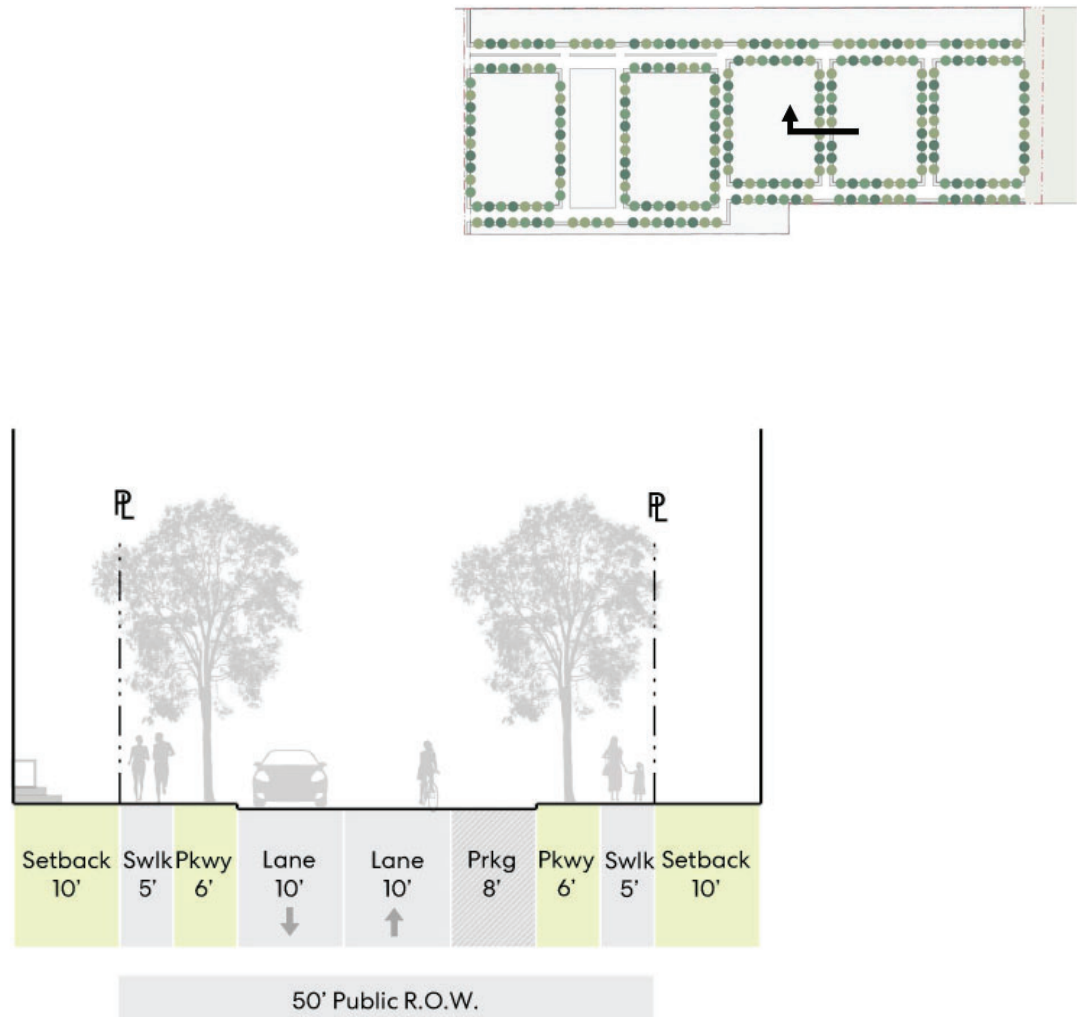 PL
PL
Setback
10'
Swlk
5'
Pkwy
6'
Lane
10'
Lane
10'
Prkg
8'
Pkwy
6'
Swlk
5'
Setback
10'
50' Public R.O.W.